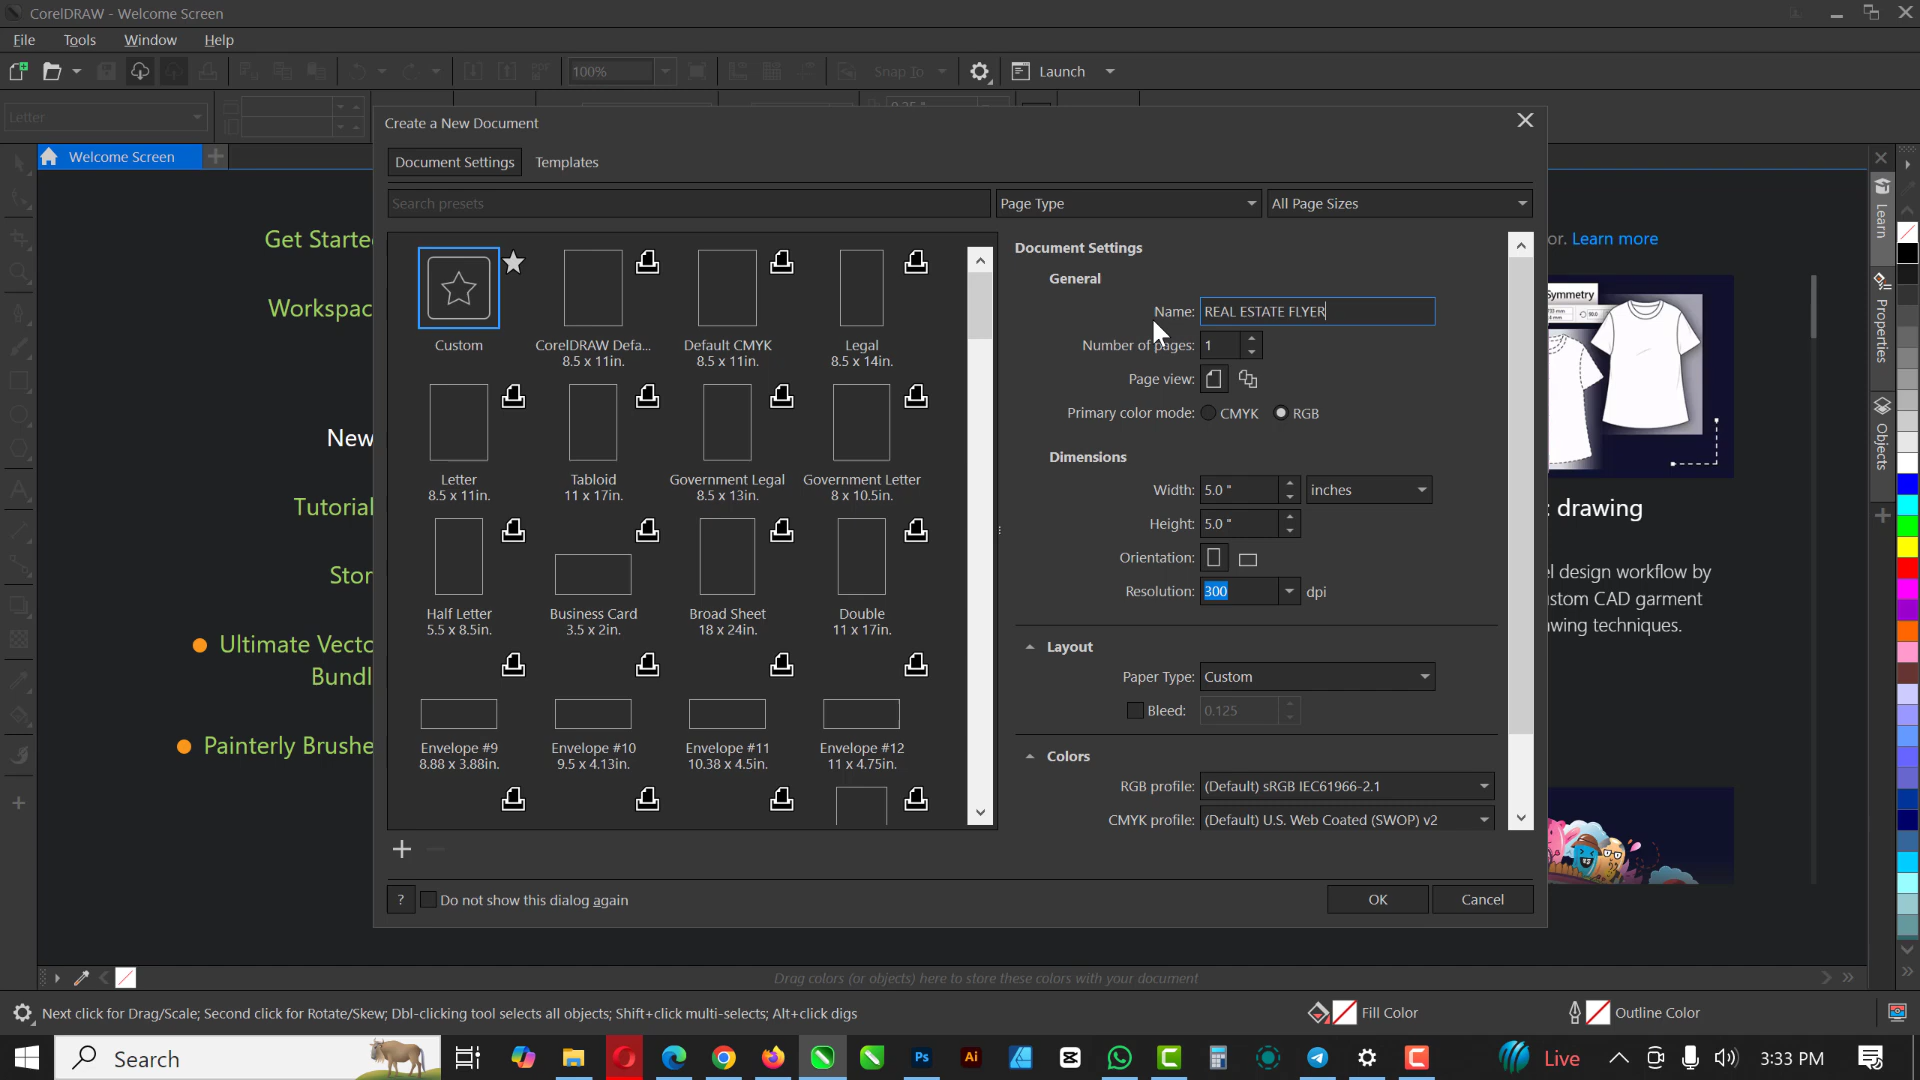 CorelDRAW - Welcome Screen
File Tools Window Help
100% Snap To Launch
Letter
Create a New Document
Document Settings Templates
Welcome Screen
Search presets Page Type All Page Sizes
Get Starte
Workspac
New
Tutorial
Stor
Ultimate Vecto
Bundl
Painterly Brushe
Custom
CorelDRAW Defa...
8.5 x 11in.
Default CMYK
8.5 x 11in.
Legal
8.5 x 14in.
Letter
8.5 x 11in.
Tabloid
11 x 17in.
Government Legal
8.5 x 13in.
Government Letter
8 x 10.5in.
Half Letter
5.5 x 8.5in.
Business Card
3.5 x 2in.
Broad Sheet
18 x 24in.
Double
11 x 17in.
Envelope #9
8.88 x 3.88in.
Envelope #10
9.5 x 4.13in.
Envelope #11
10.38 x 4.5in.
Envelope #12
11 x 4.75in.
Document Settings
General
Name: REAL ESTATE FLYER
Number of pages: 1
Page view:
Primary color mode: CMYK RGB
Dimensions
Width: 5.0 " inches
Height: 5.0 "
Orientation:
Resolution: 300 dpi
Layout
Paper Type: Custom
Bleed: 0.125
Colors
RGB profile: (Default) sRGB IEC61966-2.1
CMYK profile: (Default) U.S. Web Coated (SWOP) v2
? Do not show this dialog again
OK Cancel
or. Learn more
Symmetry
: drawing
el design workflow by
ustom CAD garment
awing techniques.
Learn
Properties
Objects
Drag colors (or objects) here to store these colors with your document
Next click for Drag/Scale; Second click for Rotate/Skew; Dbl-clicking tool selects all objects; Shift+click multi-selects; Alt+click digs
Fill Color Outline Color
Search
Ps Ai
Live 3:33 PM